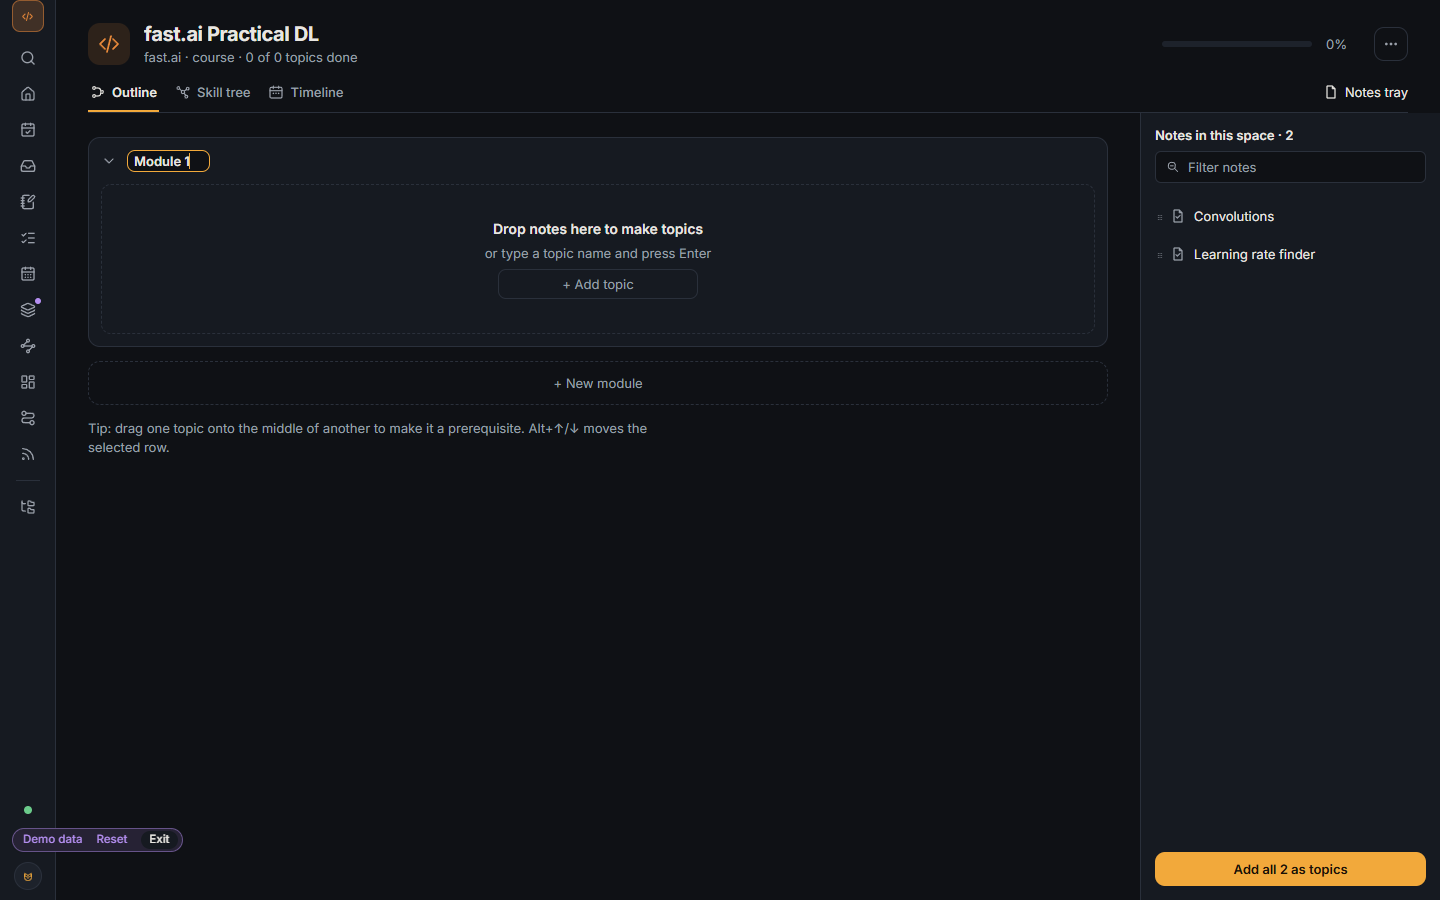 fast.ai Practical DL
fast.ai · course · 0 of 0 topics done
0%
Outline
Skill tree
Timeline
Notes tray
Module 1
Drop notes here to make topics
or type a topic name and press Enter
+ Add topic
+ New module
Tip: drag one topic onto the middle of another to make it a prerequisite. Alt+↑/↓ moves the
selected row.
Notes in this space · 2
Filter notes
Convolutions
Learning rate finder
Add all 2 as topics
Demo data Reset Exit